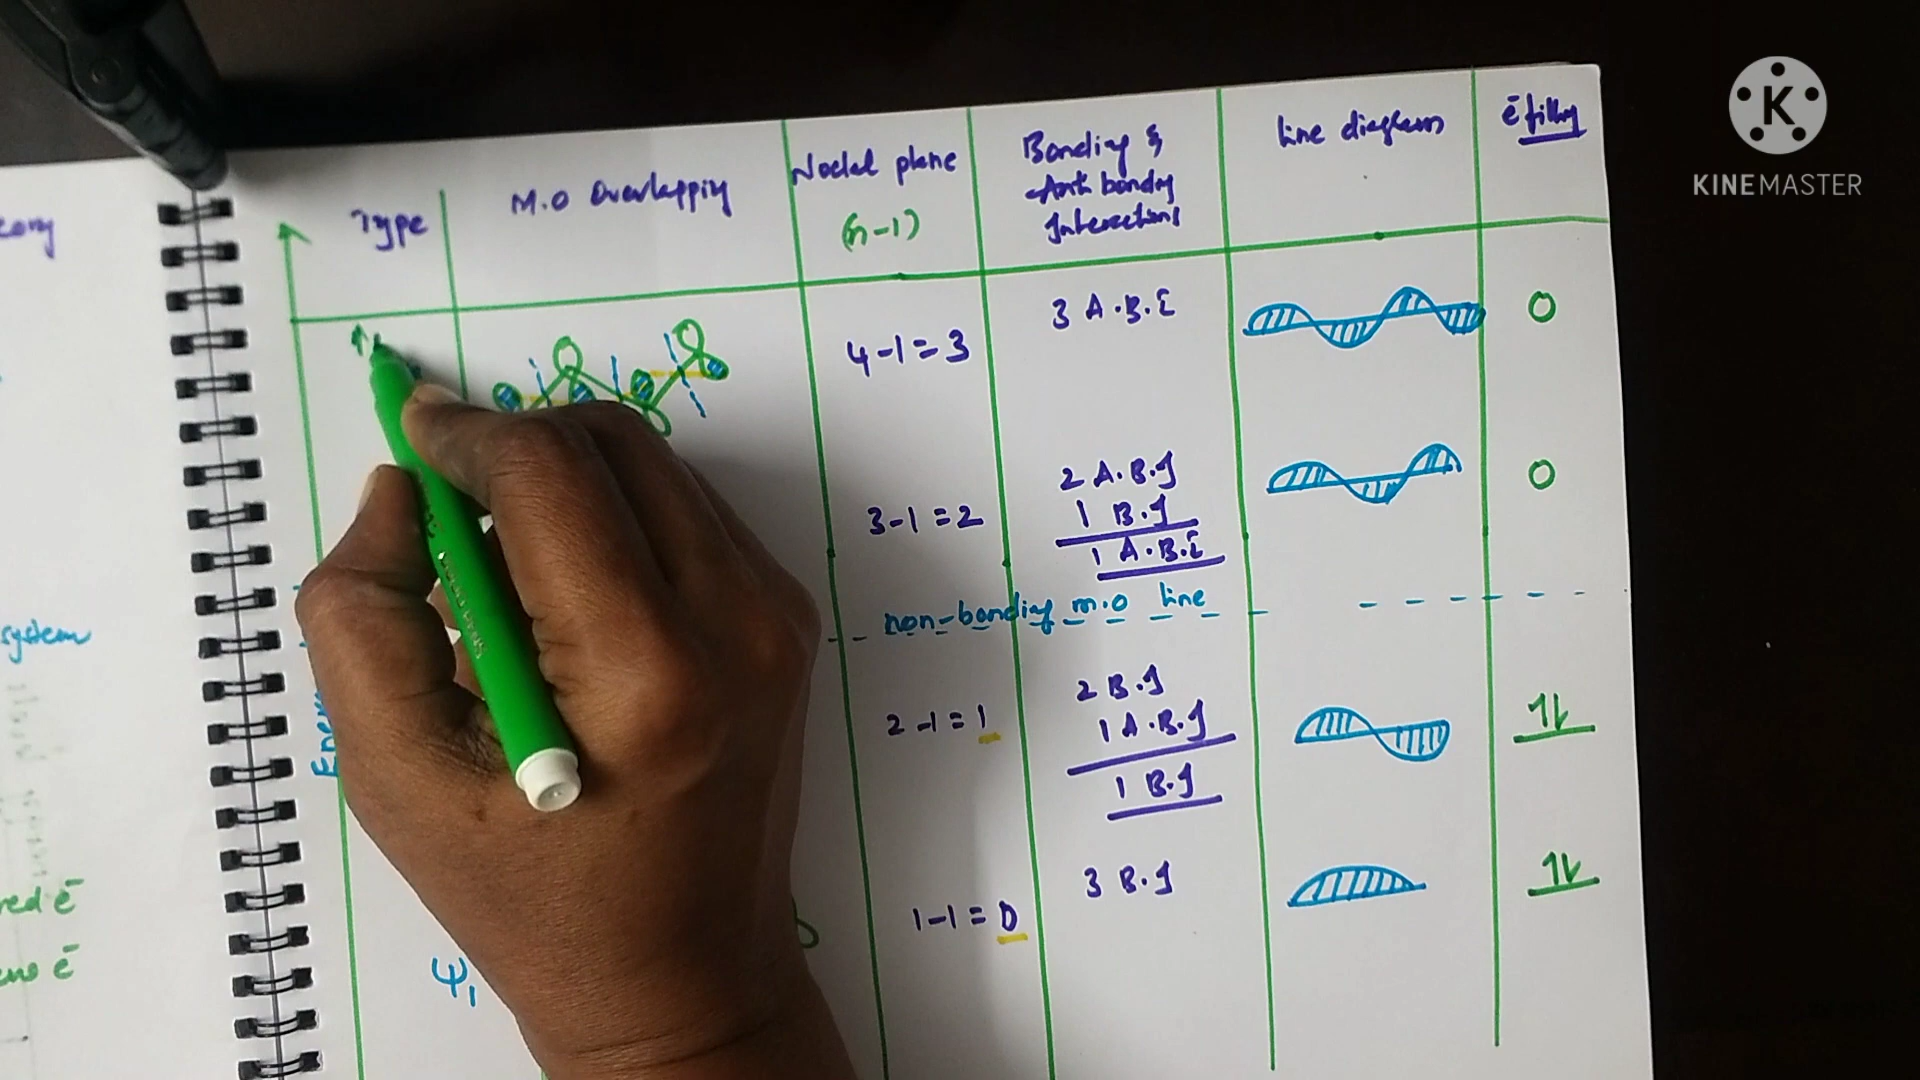 system
red ē
Type
M.O Overlapping
Nodal plane
(n-1)
Bonding &
Anti bonding
Interactions
line diagram
ē filling
4-1=3
3 A.B.I
0
3-1=2
2 A.B.I
1 B.I
1 A.B.I
0
non-bonding m.o line
2-1=1
2 B.I
1 A.B.I
1 B.I
1⇂
1-1=0
3 B.I
1⇂
Ψ1
K
KINEMASTER